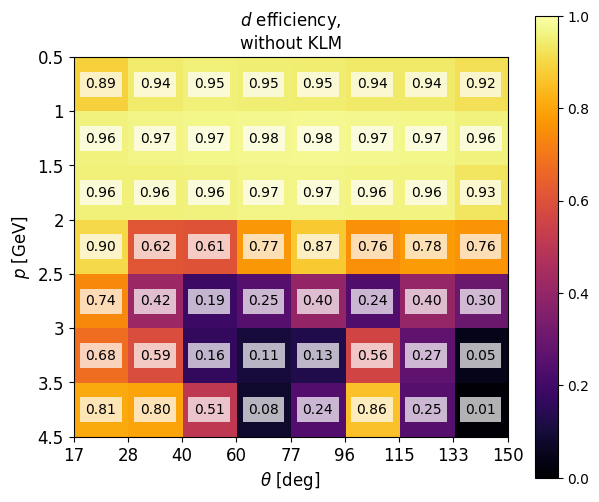 d efficiency,
without KLM
1.0
0.5
0.89 0.94 0.95 0.95 0.95 0.94 0.94 0.92
1
0.96 0.97 0.97 0.98 0.98 0.97 0.97 0.96
0.8
1.5
0.96 0.96 0.96 0.97 0.97 0.96 0.96 0.93
2
0.90 0.62 0.61 0.77 0.87 0.76 0.78 0.76
0.6
p [GeV]
2.5
0.74 0.42 0.19 0.25 0.40 0.24 0.40 0.30
0.4
3
0.68 0.59 0.16 0.11 0.13 0.56 0.27 0.05
3.5
0.2
0.81 0.80 0.51 0.08 0.24 0.86 0.25 0.01
4.5
17 28 40 60 77 96 115 133 150
0.0
θ [deg]